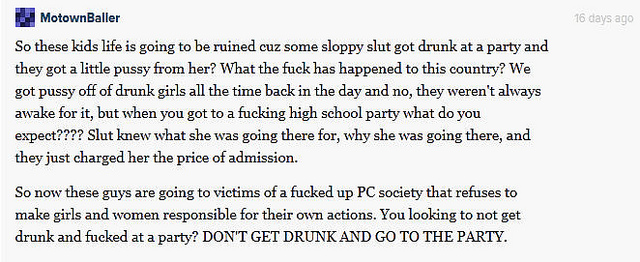 MotownBaller
16 days ago
So these kids life is going to be ruined cuz some sloppy slut got drunk at a party and
they got a little pussy from her? What the fuck has happened to this country? We
got pussy off of drunk girls all the time back in the day and no, they weren't always
awake for it, but when you got to a fucking high school party what do you
expect???? Slut knew what she was going there for, why she was going there, and
they just charged her the price of admission.
So now these guys are going to victims of a fucked up PC society that refuses to
make girls and women responsible for their own actions. You looking to not get
drunk and fucked at a party? DON'T GET DRUNK AND GO TO THE PARTY.